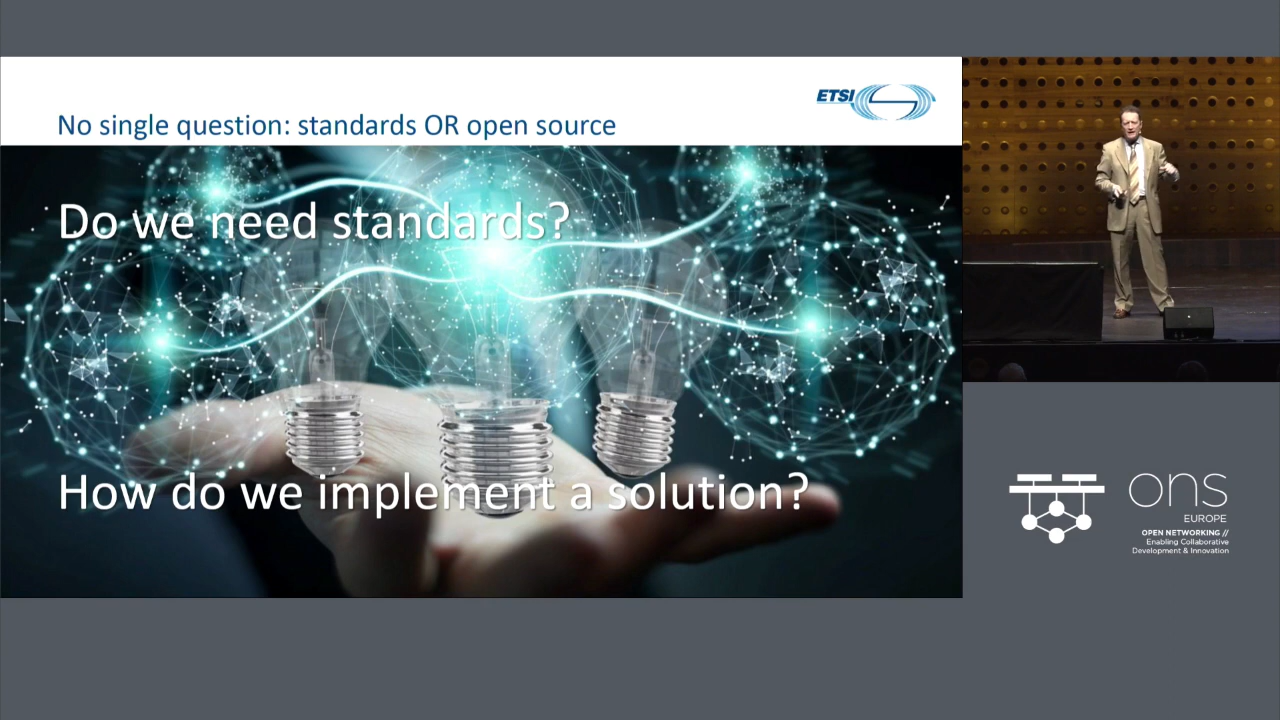 ETSI
No single question: standards OR open source
Do we need standards?
How do we implement a solution?
ons
EUROPE
OPEN NETWORKING //
Enabling Collaborative
Development & Innovation